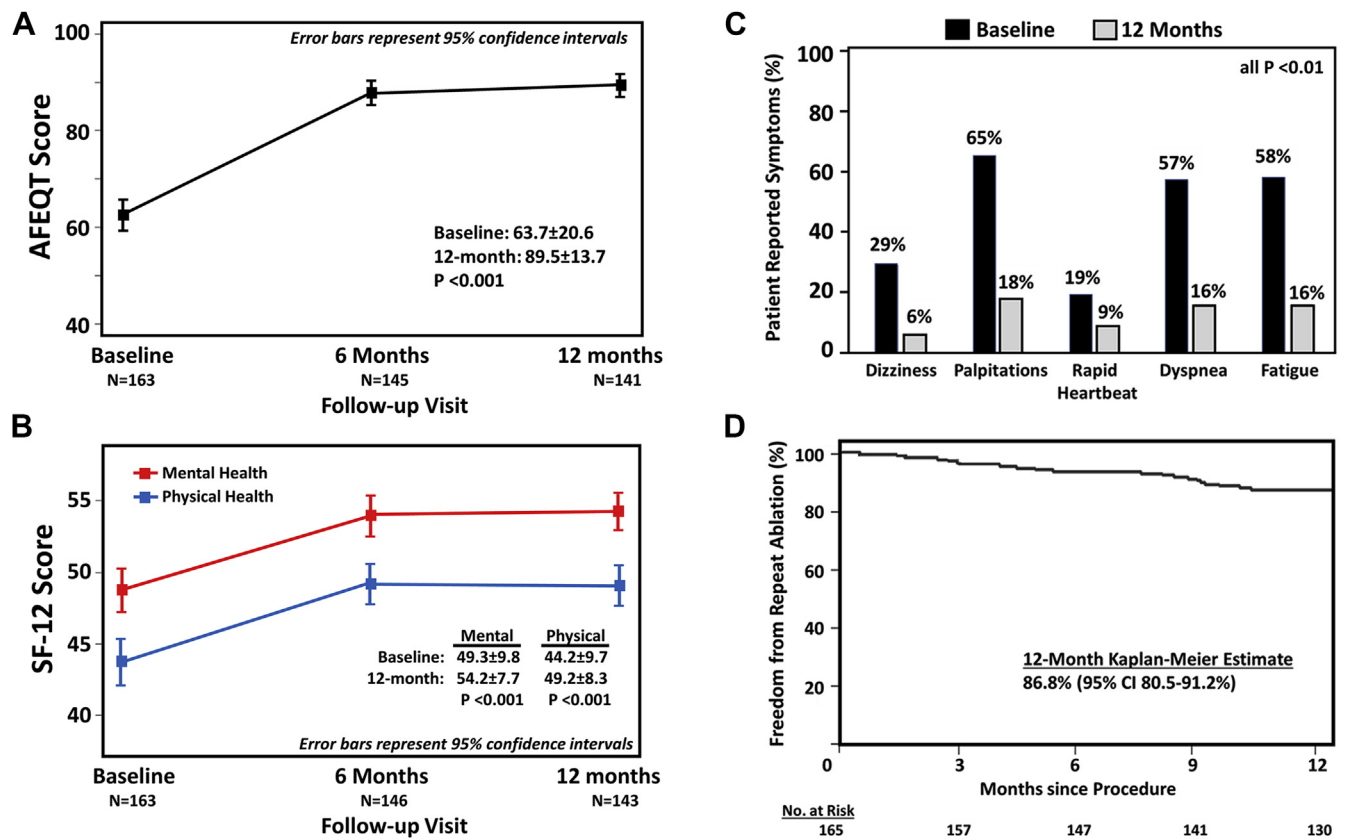 A
Error bars represent 95% confidence intervals
AFEQT Score
100
80
60
40
Baseline: 63.7±20.6
12-month: 89.5±13.7
P <0.001
Baseline 6 Months 12 months
N=163 N=145 N=141
Follow-up Visit
B
Mental Health
Physical Health
SF-12 Score
55
50
45
40
Mental Physical
Baseline: 49.3±9.8 44.2±9.7
12-month: 54.2±7.7 49.2±8.3
P <0.001 P <0.001
Error bars represent 95% confidence intervals
Baseline 6 Months 12 months
N=163 N=146 N=143
Follow-up Visit
C
Baseline 12 Months
all P <0.01
Patient Reported Symptoms (%)
100
80
60
40
20
0
29% 6% 65% 18% 19% 9% 57% 16% 58% 16%
Dizziness Palpitations Rapid Dyspnea Fatigue
Heartbeat
D
Freedom from Repeat Ablation (%)
100
80
60
40
20
12-Month Kaplan-Meier Estimate
86.8% (95% CI 80.5-91.2%)
0 3 6 9 12
Months since Procedure
No. at Risk
165 157 147 141 130